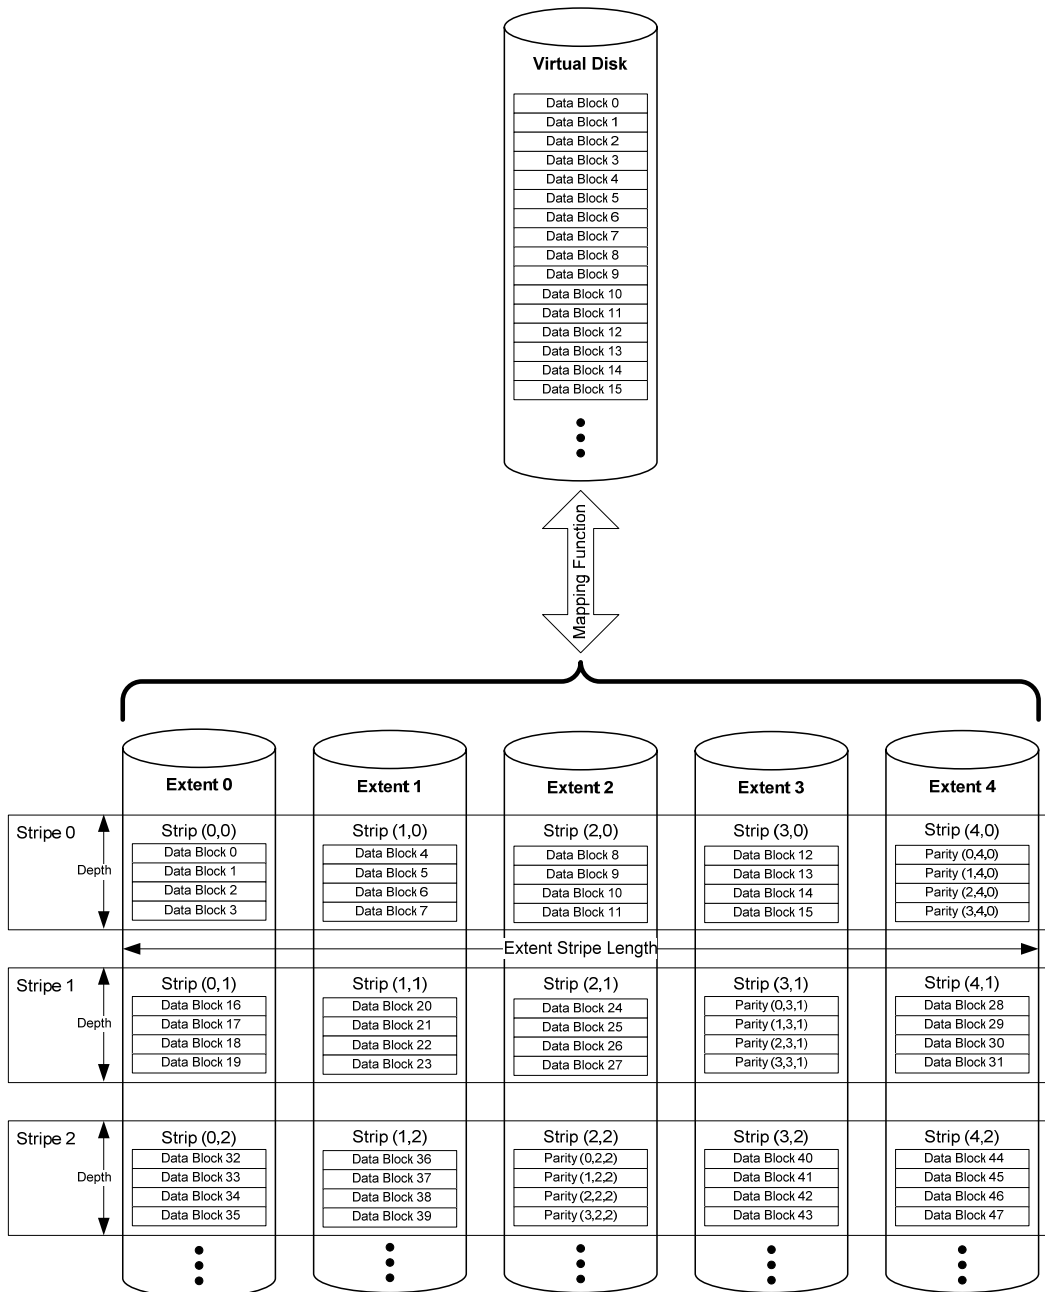 Virtual Disk
Data Block 0
Data Block 1
Data Block 2
Data Block 3
Data Block 4
Data Block 5
Data Block 6
Data Block 7
Data Block 8
Data Block 9
Data Block 10
Data Block 11
Data Block 12
Data Block 13
Data Block 14
Data Block 15
Mapping Function
Extent 0
Extent 1
Extent 2
Extent 3
Extent 4
Stripe 0
Depth
Strip (0,0)
Data Block 0
Data Block 1
Data Block 2
Data Block 3
Strip (1,0)
Data Block 4
Data Block 5
Data Block 6
Data Block 7
Strip (2,0)
Data Block 8
Data Block 9
Data Block 10
Data Block 11
Strip (3,0)
Data Block 12
Data Block 13
Data Block 14
Data Block 15
Strip (4,0)
Parity (0,4,0)
Parity (1,4,0)
Parity (2,4,0)
Parity (3,4,0)
Extent Stripe Length
Stripe 1
Depth
Strip (0,1)
Data Block 16
Data Block 17
Data Block 18
Data Block 19
Strip (1,1)
Data Block 20
Data Block 21
Data Block 22
Data Block 23
Strip (2,1)
Data Block 24
Data Block 25
Data Block 26
Data Block 27
Strip (3,1)
Parity (0,3,1)
Parity (1,3,1)
Parity (2,3,1)
Parity (3,3,1)
Strip (4,1)
Data Block 28
Data Block 29
Data Block 30
Data Block 31
Stripe 2
Depth
Strip (0,2)
Data Block 32
Data Block 33
Data Block 34
Data Block 35
Strip (1,2)
Data Block 36
Data Block 37
Data Block 38
Data Block 39
Strip (2,2)
Parity (0,2,2)
Parity (1,2,2)
Parity (2,2,2)
Parity (3,2,2)
Strip (3,2)
Data Block 40
Data Block 41
Data Block 42
Data Block 43
Strip (4,2)
Data Block 44
Data Block 45
Data Block 46
Data Block 47